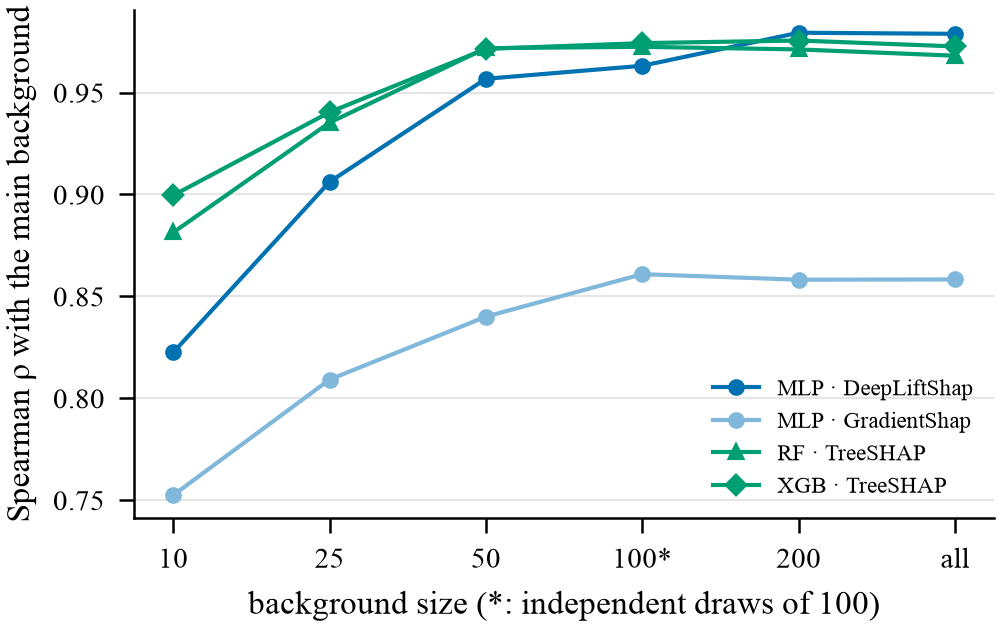 Spearman ρ with the main background
0.95
0.90
0.85
0.80
0.75
MLP · DeepLiftShap
MLP · GradientShap
RF · TreeSHAP
XGB · TreeSHAP
10 25 50 100* 200 all
background size (*: independent draws of 100)